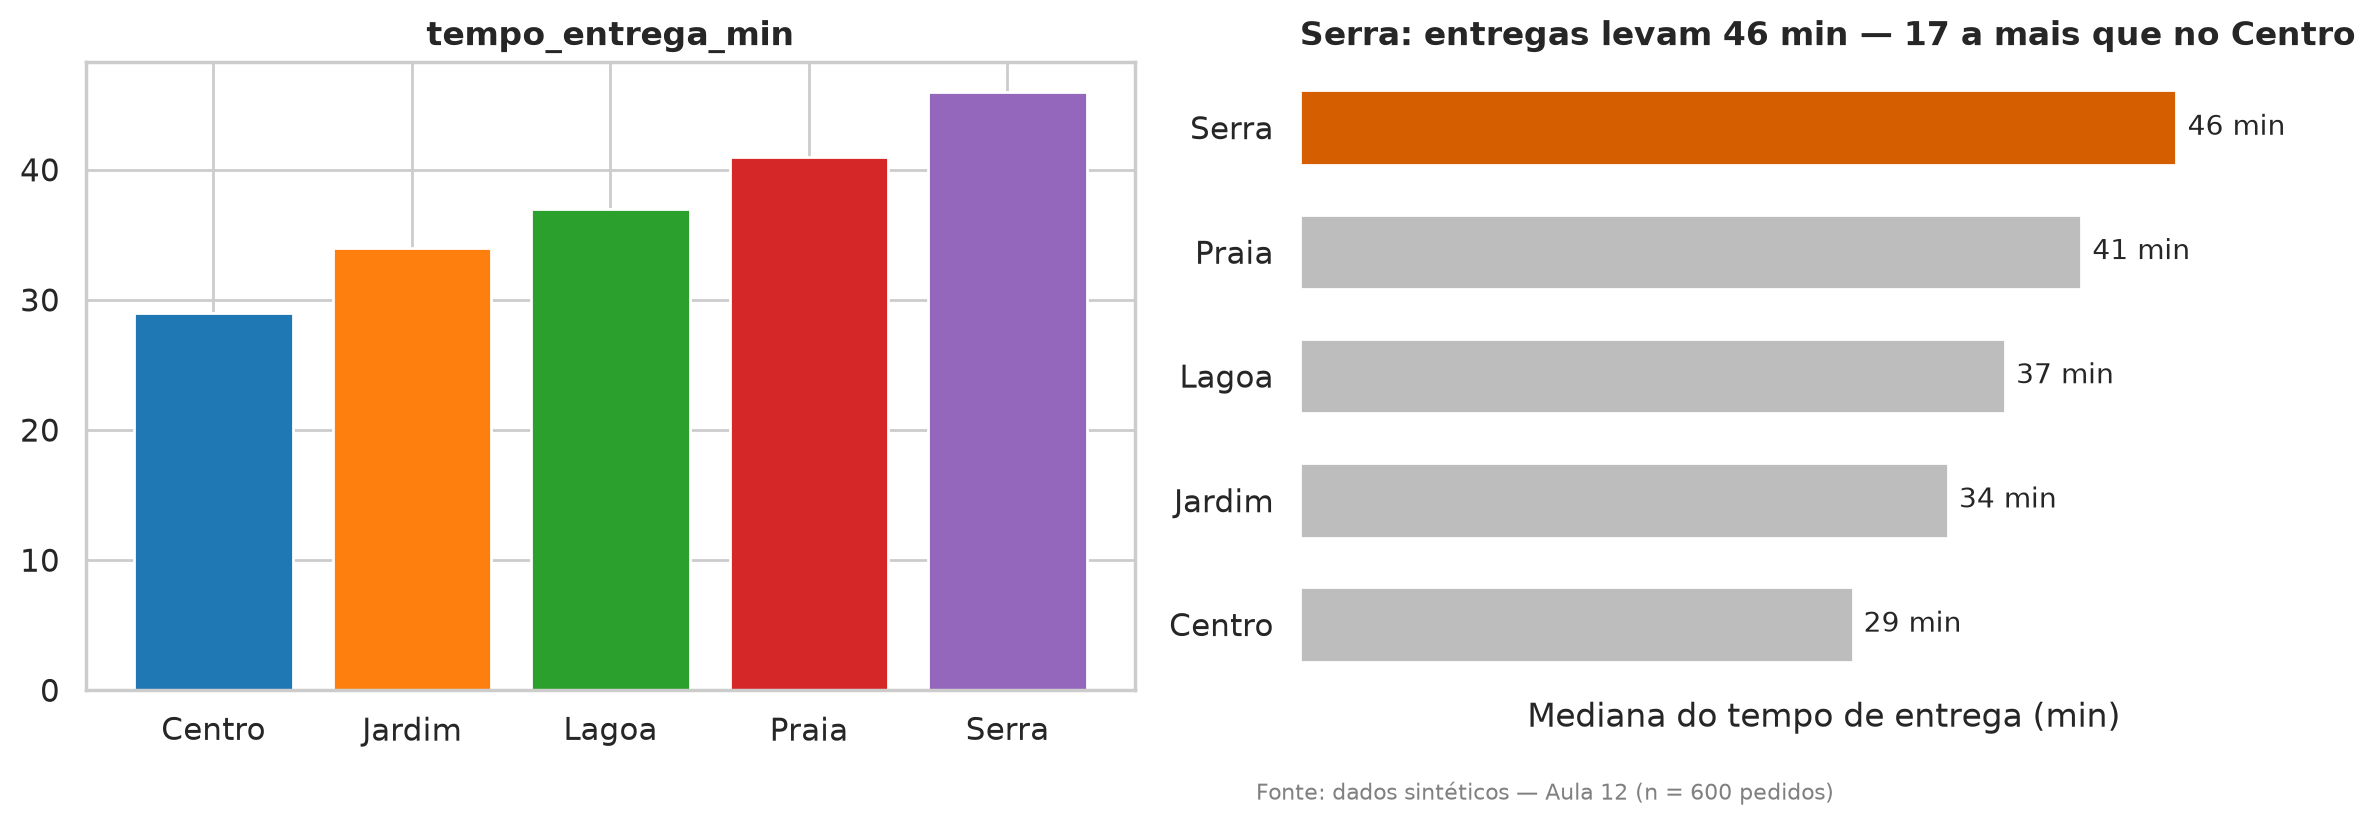 tempo_entrega_min
40
30
20
10
0
Centro Jardim Lagoa Praia Serra
Serra: entregas levam 46 min — 17 a mais que no Centro
Serra 46 min
Praia 41 min
Lagoa 37 min
Jardim 34 min
Centro 29 min
Mediana do tempo de entrega (min)
Fonte: dados sintéticos — Aula 12 (n = 600 pedidos)